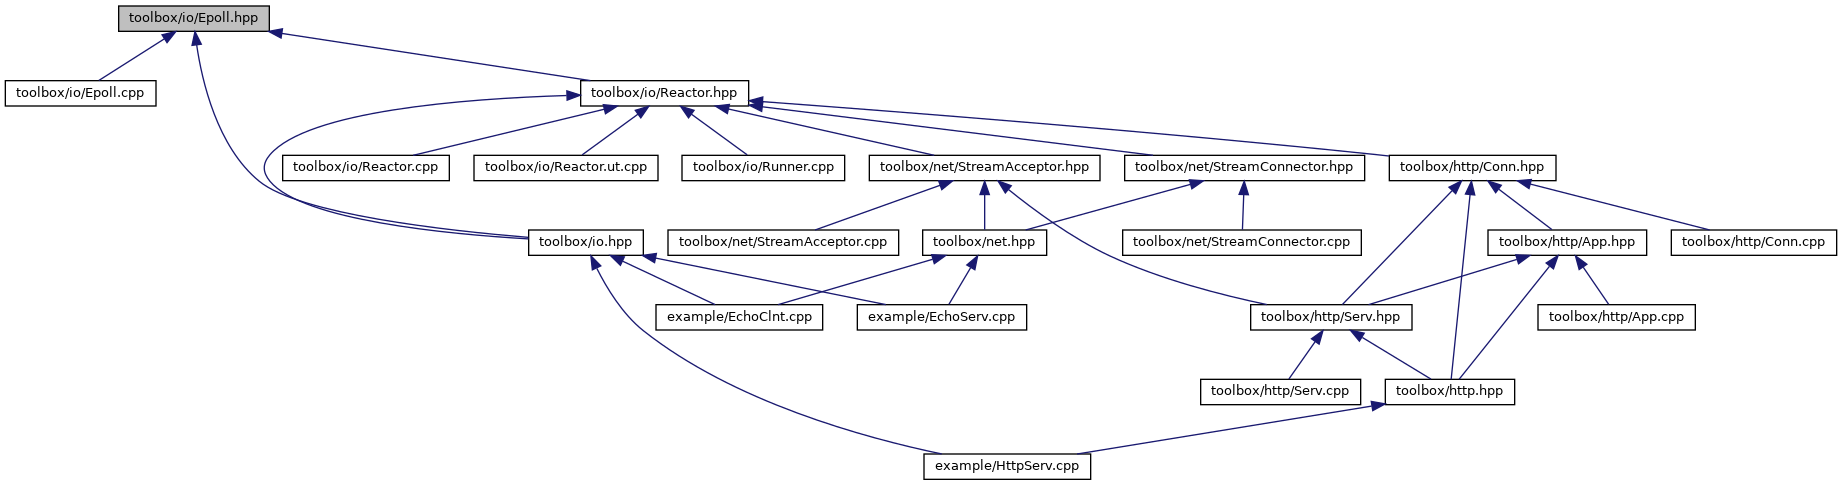 toolbox/io/Epoll.hpp
toolbox/io/Epoll.cpp
toolbox/io/Reactor.hpp
toolbox/io/Reactor.cpp
toolbox/io/Reactor.ut.cpp
toolbox/io/Runner.cpp
toolbox/net/StreamAcceptor.hpp
toolbox/net/StreamConnector.hpp
toolbox/http/Conn.hpp
toolbox/io.hpp
toolbox/net/StreamAcceptor.cpp
toolbox/net.hpp
toolbox/net/StreamConnector.cpp
toolbox/http/App.hpp
toolbox/http/Conn.cpp
example/EchoClnt.cpp
example/EchoServ.cpp
toolbox/http/Serv.hpp
toolbox/http/App.cpp
toolbox/http/Serv.cpp
toolbox/http.hpp
example/HttpServ.cpp